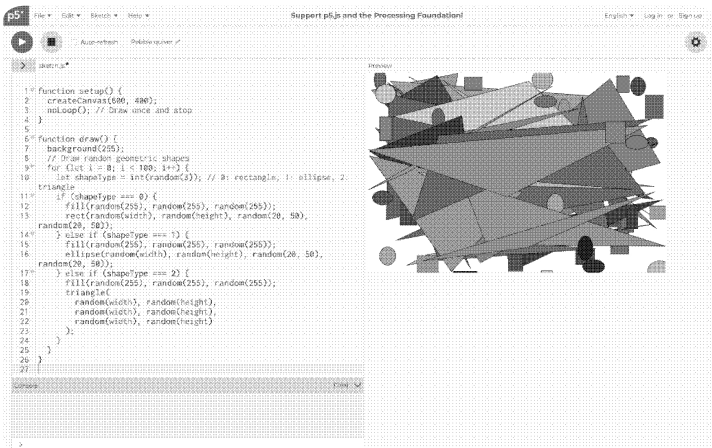 p5* File ▾ Edit ▾ Sketch ▾ Help ▾ Support p5.js and the Processing Foundation! English ▾ Log in or Sign up
Auto-refresh Pebble quiver
> sketch.js• Preview
1 function setup() {
2 createCanvas(600, 400);
3 noLoop(); // Draw once and stop
4 }
5
6 function draw() {
7 background(255);
8 // Draw random geometric shapes
9 for (let i = 0; i < 100; i++) {
10 let shapeType = int(random(3)); // 0: rectangle, 1: ellipse, 2:
triangle
11 if (shapeType === 0) {
12 fill(random(255), random(255), random(255));
13 rect(random(width), random(height), random(20, 50),
random(20, 50));
14 } else if (shapeType === 1) {
15 fill(random(255), random(255), random(255));
16 ellipse(random(width), random(height), random(20, 50),
random(20, 50));
17 } else if (shapeType === 2) {
18 fill(random(255), random(255), random(255));
19 triangle(
20 random(width), random(height),
21 random(width), random(height),
22 random(width), random(height)
23 );
24 }
25 }
26 }
27
Console Clear
>